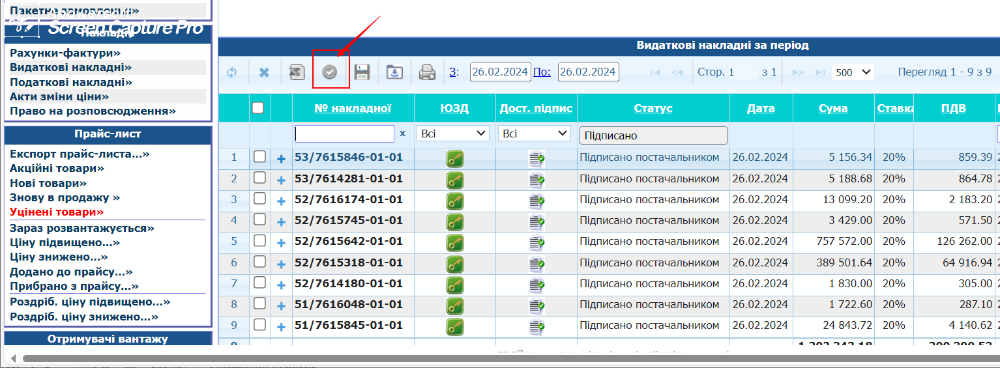 Пакетне замовлення»
Apowersoft
Screen Capture Pro
Накладні
Рахунки-фактури»
Видаткові накладні»
Податкові накладні»
Акти зміни ціни»
Право на розповсюдження»
Прайс-лист
Експорт прайс-листа...»
Акційні товари»
Нові товари»
Знову в продажу »
Уцінені товари»
Зараз розвантажується»
Ціну підвищено...»
Ціну знижено...»
Додано до прайсу...»
Прибрано з прайсу...»
Роздріб. ціну підвищено...»
Роздріб. ціну знижено...»
Отримувачі вантажу
Видаткові накладні за період
З: 26.02.2024 По: 26.02.2024 Стор. 1 з 1 500 Перегляд 1 - 9 з 9
№ накладної ЮЗД Дост. підпис Статус Дата Сума Ставка ПДВ
x Всі Всі Підписано
1 53/7615846-01-01 Підписано постачальником 26.02.2024 5 156.34 20% 859.39
2 53/7614281-01-01 Підписано постачальником 26.02.2024 5 188.68 20% 864.78
3 52/7616174-01-01 Підписано постачальником 26.02.2024 13 099.20 20% 2 183.20
4 52/7615745-01-01 Підписано постачальником 26.02.2024 3 429.00 20% 571.50
5 52/7615642-01-01 Підписано постачальником 26.02.2024 757 572.00 20% 126 262.00
6 52/7615318-01-01 Підписано постачальником 26.02.2024 389 501.64 20% 64 916.94
7 52/7614180-01-01 Підписано постачальником 26.02.2024 1 830.00 20% 305.00
8 51/7616048-01-01 Підписано постачальником 26.02.2024 1 722.60 20% 287.10
9 51/7615845-01-01 Підписано постачальником 26.02.2024 24 843.72 20% 4 140.62